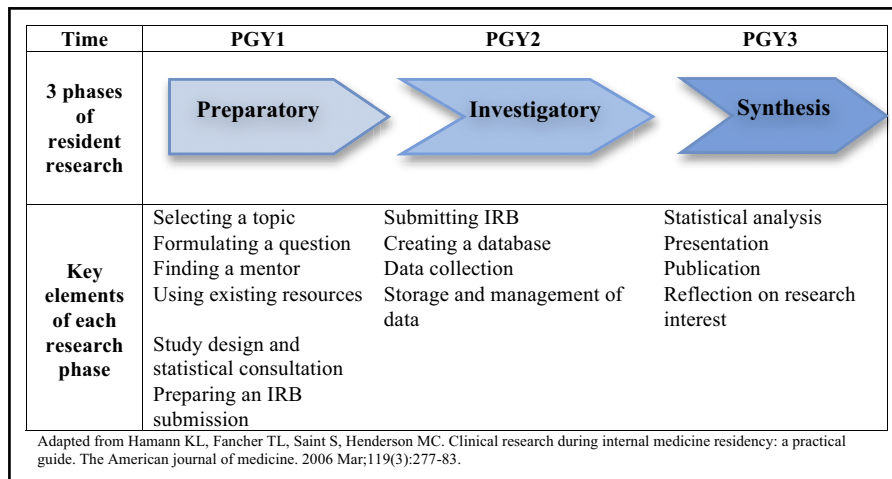 Time PGY1 PGY2 PGY3
3 phases of resident research
Preparatory Investigatory Synthesis
Key elements of each research phase
Selecting a topic
Formulating a question
Finding a mentor
Using existing resources
Study design and
statistical consultation
Preparing an IRB
submission
Submitting IRB
Creating a database
Data collection
Storage and management of
data
Statistical analysis
Presentation
Publication
Reflection on research
interest
Adapted from Hamann KL, Fancher TL, Saint S, Henderson MC. Clinical research during internal medicine residency: a practical
guide. The American journal of medicine. 2006 Mar;119(3):277-83.